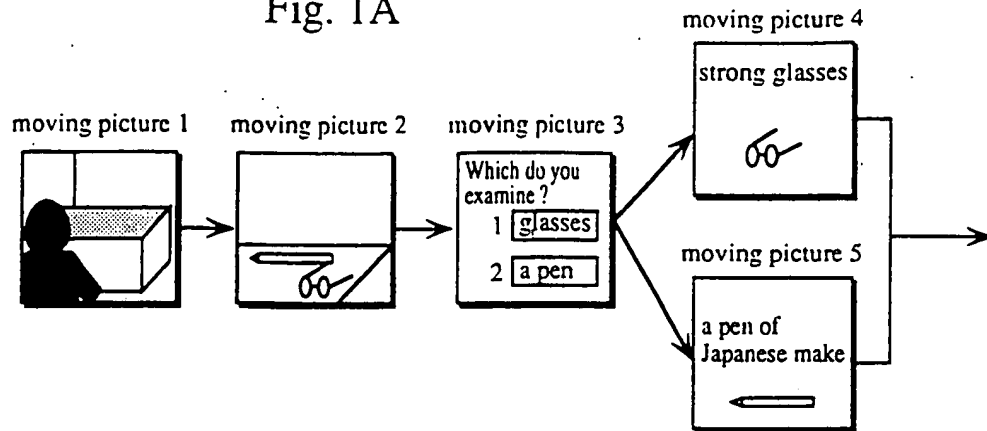 Fig. 1A
moving picture 1
moving picture 2
moving picture 3
Which do you
examine ?
1 glasses
2 a pen
moving picture 4
strong glasses
moving picture 5
a pen of
Japanese make